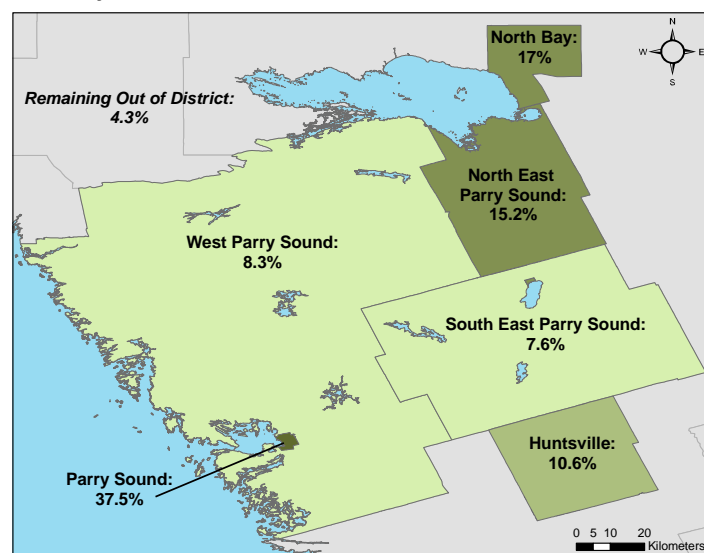 North Bay:
17%
N
W
E
S
Remaining Out of District:
4.3%
North East
Parry Sound:
15.2%
West Parry Sound:
8.3%
South East Parry Sound:
7.6%
Huntsville:
10.6%
Parry Sound:
37.5%
0 5 10 20
Kilometers